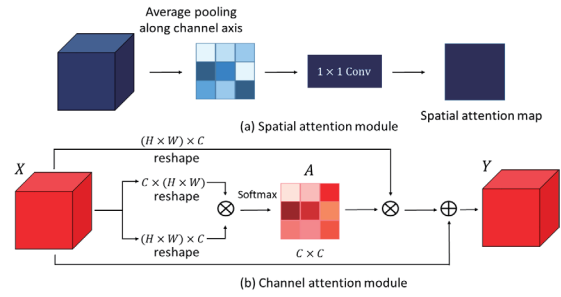 Average pooling
along channel axis
1 × 1 Conv
Spatial attention map
(a) Spatial attention module
(H × W) × C
reshape
X
A
Y
C × (H × W)
reshape
Softmax
(H × W) × C
reshape
C × C
(b) Channel attention module